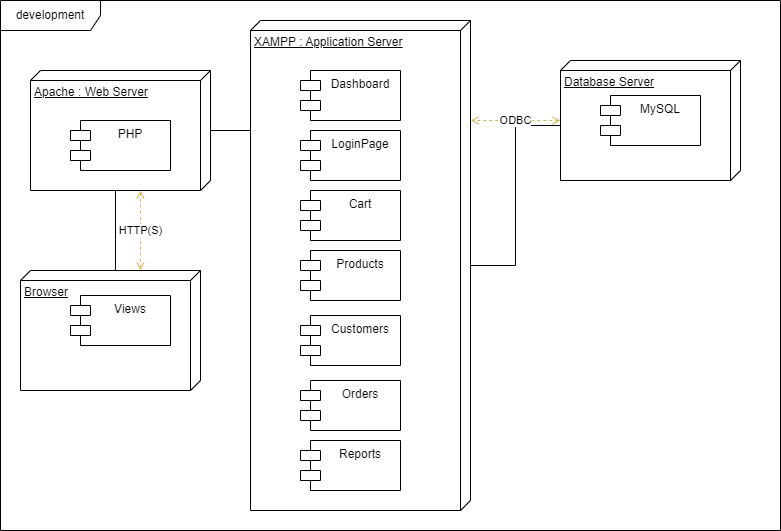 development
XAMPP : Application Server
Apache : Web Server
PHP
HTTP(S)
Browser
Views
Dashboard
LoginPage
Cart
Products
Customers
Orders
Reports
ODBC
Database Server
MySQL